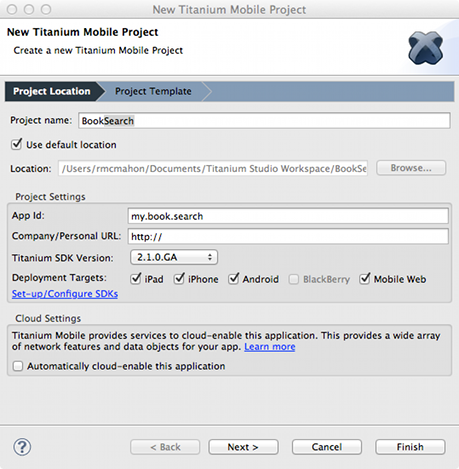 New Titanium Mobile Project
New Titanium Mobile Project
Create a new Titanium Mobile Project
Project Location Project Template
Project name: BookSearch
Use default location
Location: /Users/rmcmahon/Documents/Titanium Studio Workspace/BookSe Browse...
Project Settings
App Id: my.book.search
Company/Personal URL: http://
Titanium SDK Version: 2.1.0.GA
Deployment Targets: iPad iPhone Android BlackBerry Mobile Web
Set-up/Configure SDKs
Cloud Settings
Titanium Mobile provides services to cloud-enable this application. This provides a wide array
of network features and data objects for your app. Learn more
Automatically cloud-enable this application
? < Back Next > Cancel Finish